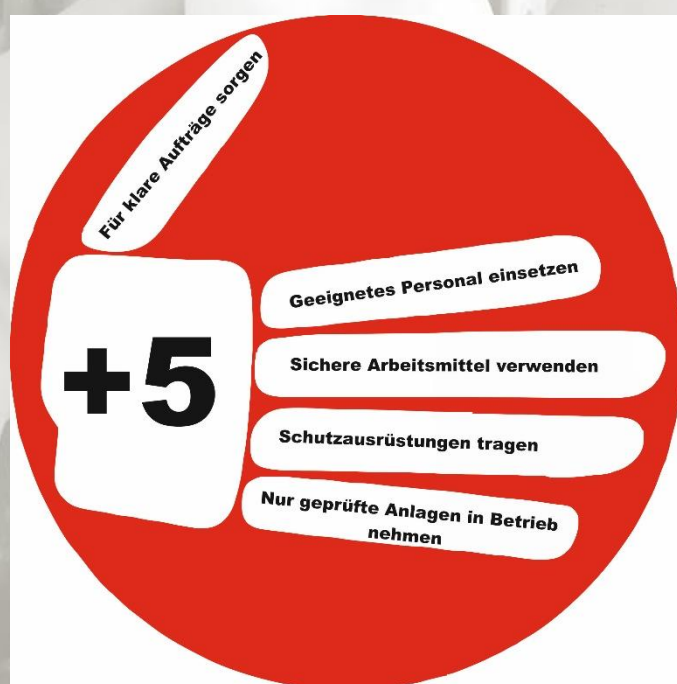 Für klare Aufträge sorgen
Geeignetes Personal einsetzen
+5
Sichere Arbeitsmittel verwenden
Schutzausrüstungen tragen
Nur geprüfte Anlagen in Betrieb
nehmen